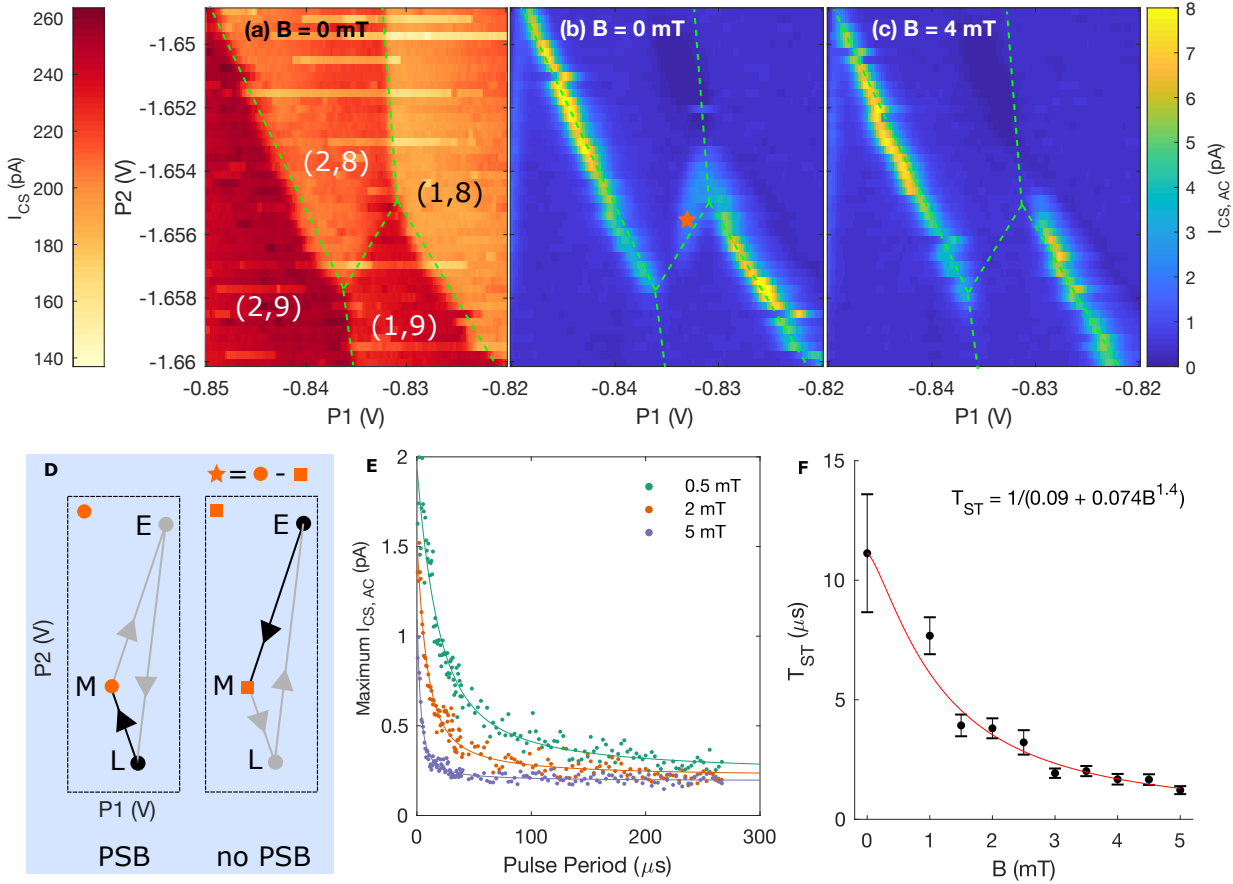 260
240
220
200
180
160
140
I_CS (pA)
P2 (V)
-1.65
-1.652
-1.654
-1.656
-1.658
-1.66
(a) B = 0 mT
(2,8)
(1,8)
(2,9)
(1,9)
-0.85 -0.84 -0.83 -0.82
P1 (V)
(b) B = 0 mT
-0.84 -0.83 -0.82
P1 (V)
(c) B = 4 mT
-0.84 -0.83 -0.82
P1 (V)
8
7
6
5
4
3
2
1
0
I_CS, AC (pA)
D
= -
E
M
L
E
M
L
P2 (V)
P1 (V)
PSB
no PSB
E
2
1.5
1
0.5
0
Maximum I_CS, AC (pA)
0.5 mT
2 mT
5 mT
0 100 200 300
Pulse Period (μs)
F
T_ST = 1/(0.09 + 0.074B^1.4)
15
10
5
0
T_ST (μs)
0 1 2 3 4 5
B (mT)